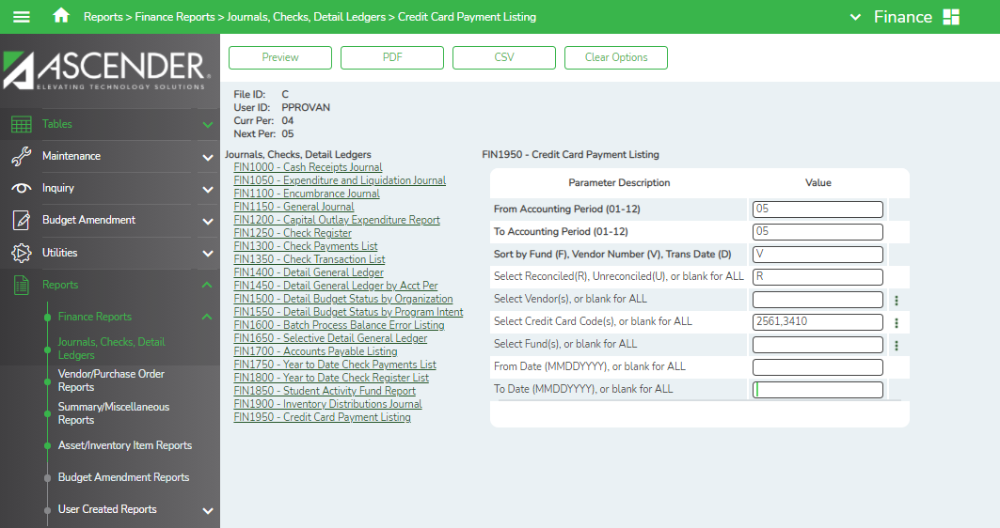 Reports > Finance Reports > Journals, Checks, Detail Ledgers > Credit Card Payment Listing
Finance
ASCENDER
ELEVATING TECHNOLOGY SOLUTIONS
Preview
PDF
CSV
Clear Options
Tables
Maintenance
Inquiry
Budget Amendment
Utilities
Reports
Finance Reports
Journals, Checks, Detail
Ledgers
Vendor/Purchase Order
Reports
Summary/Miscellaneous
Reports
Asset/Inventory Item Reports
Budget Amendment Reports
User Created Reports
File ID: C
User ID: PPROVAN
Curr Per: 04
Next Per: 05
Journals, Checks, Detail Ledgers
FIN1000 - Cash Receipts Journal
FIN1050 - Expenditure and Liquidation Journal
FIN1100 - Encumbrance Journal
FIN1150 - General Journal
FIN1200 - Capital Outlay Expenditure Report
FIN1250 - Check Register
FIN1300 - Check Payments List
FIN1350 - Check Transaction List
FIN1400 - Detail General Ledger
FIN1450 - Detail General Ledger by Acct Per
FIN1500 - Detail Budget Status by Organization
FIN1550 - Detail Budget Status by Program Intent
FIN1600 - Batch Process Balance Error Listing
FIN1650 - Selective Detail General Ledger
FIN1700 - Accounts Payable Listing
FIN1750 - Year to Date Check Payments List
FIN1800 - Year to Date Check Register List
FIN1850 - Student Activity Fund Report
FIN1900 - Inventory Distributions Journal
FIN1950 - Credit Card Payment Listing
FIN1950 - Credit Card Payment Listing
Parameter Description Value
From Accounting Period (01-12) 05
To Accounting Period (01-12) 05
Sort by Fund (F), Vendor Number (V), Trans Date (D) V
Select Reconciled(R), Unreconciled(U), or blank for ALL R
Select Vendor(s), or blank for ALL
Select Credit Card Code(s), or blank for ALL 2561,3410
Select Fund(s), or blank for ALL
From Date (MMDDYYYY), or blank for ALL
To Date (MMDDYYYY), or blank for ALL